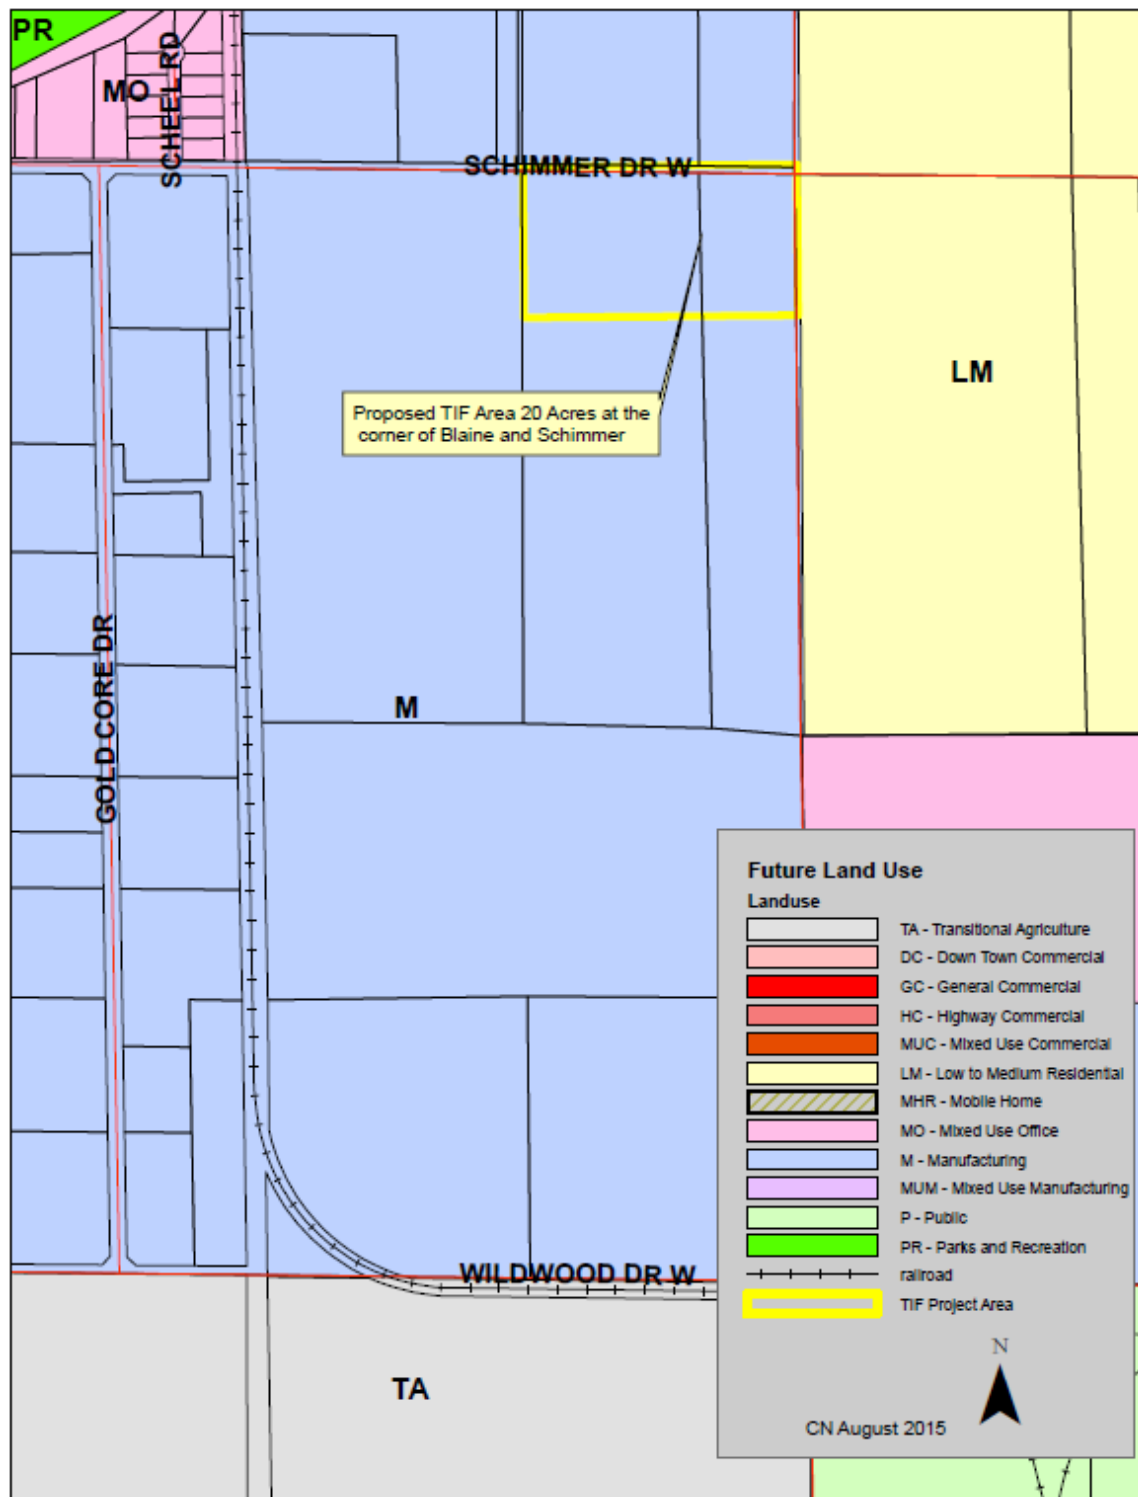 PR
MO
SCHEEL RD
SCHIMMER DR W
LM
Proposed TIF Area 20 Acres at the
corner of Blaine and Schimmer
GOLD CORE DR
M
WILDWOOD DR W
TA
Future Land Use
Landuse
TA - Transitional Agriculture
DC - Down Town Commercial
GC - General Commercial
HC - Highway Commercial
MUC - Mixed Use Commercial
LM - Low to Medium Residential
MHR - Mobile Home
MO - Mixed Use Office
M - Manufacturing
MUM - Mixed Use Manufacturing
P - Public
PR - Parks and Recreation
railroad
TIF Project Area
N
CN August 2015